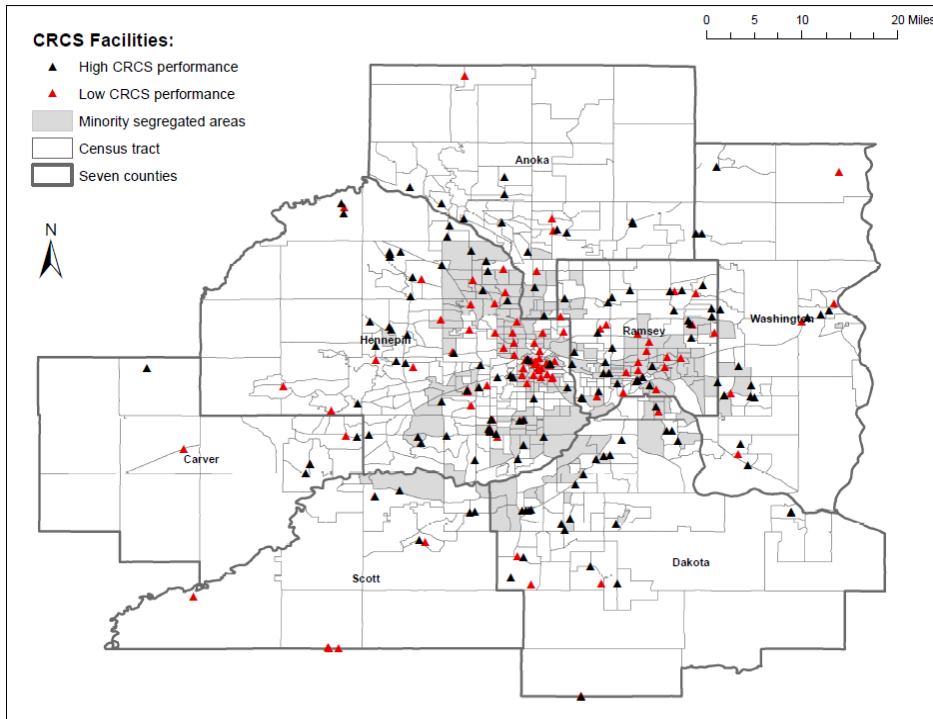 0 5 10 20 Miles
CRCS Facilities:
High CRCS performance
Low CRCS performance
Minority segregated areas
Census tract
Seven counties
N
Anoka
Hennepin
Ramsey
Washington
Carver
Scott
Dakota